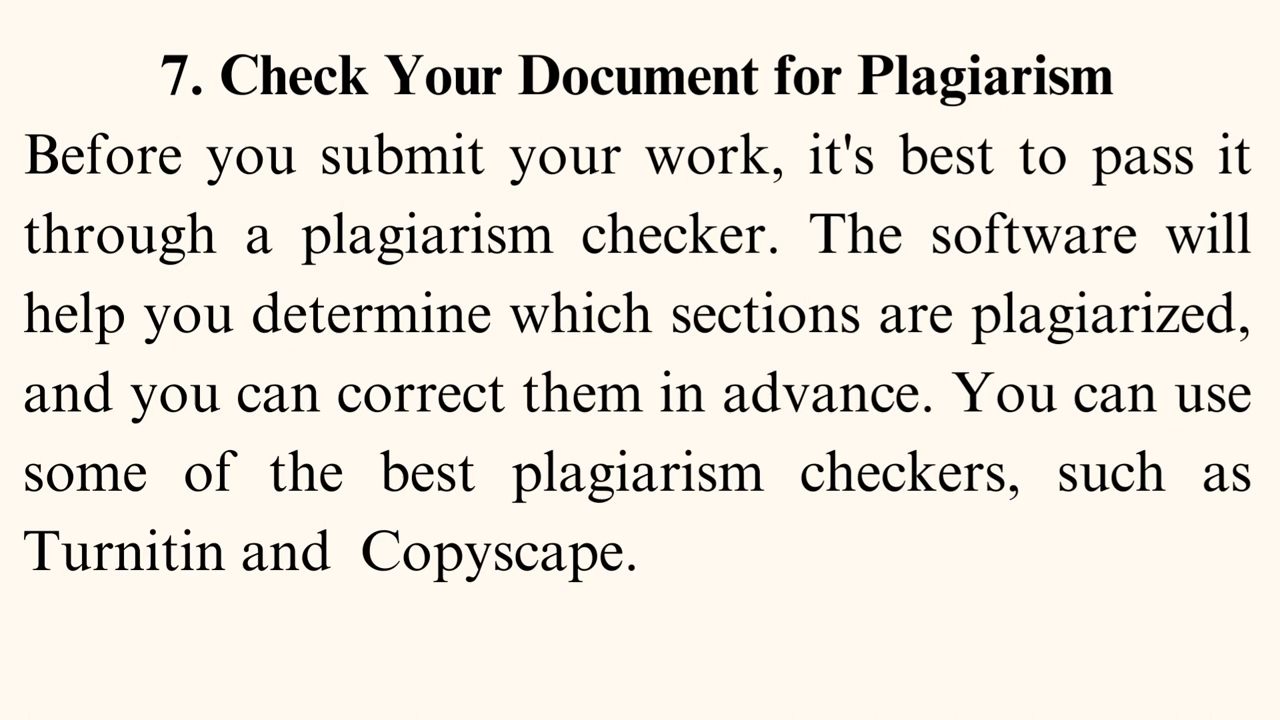 7. Check Your Document for Plagiarism
Before you submit your work, it's best to pass it
through a plagiarism checker. The software will
help you determine which sections are plagiarized,
and you can correct them in advance. You can use
some of the best plagiarism checkers, such as
Turnitin and  Copyscape.